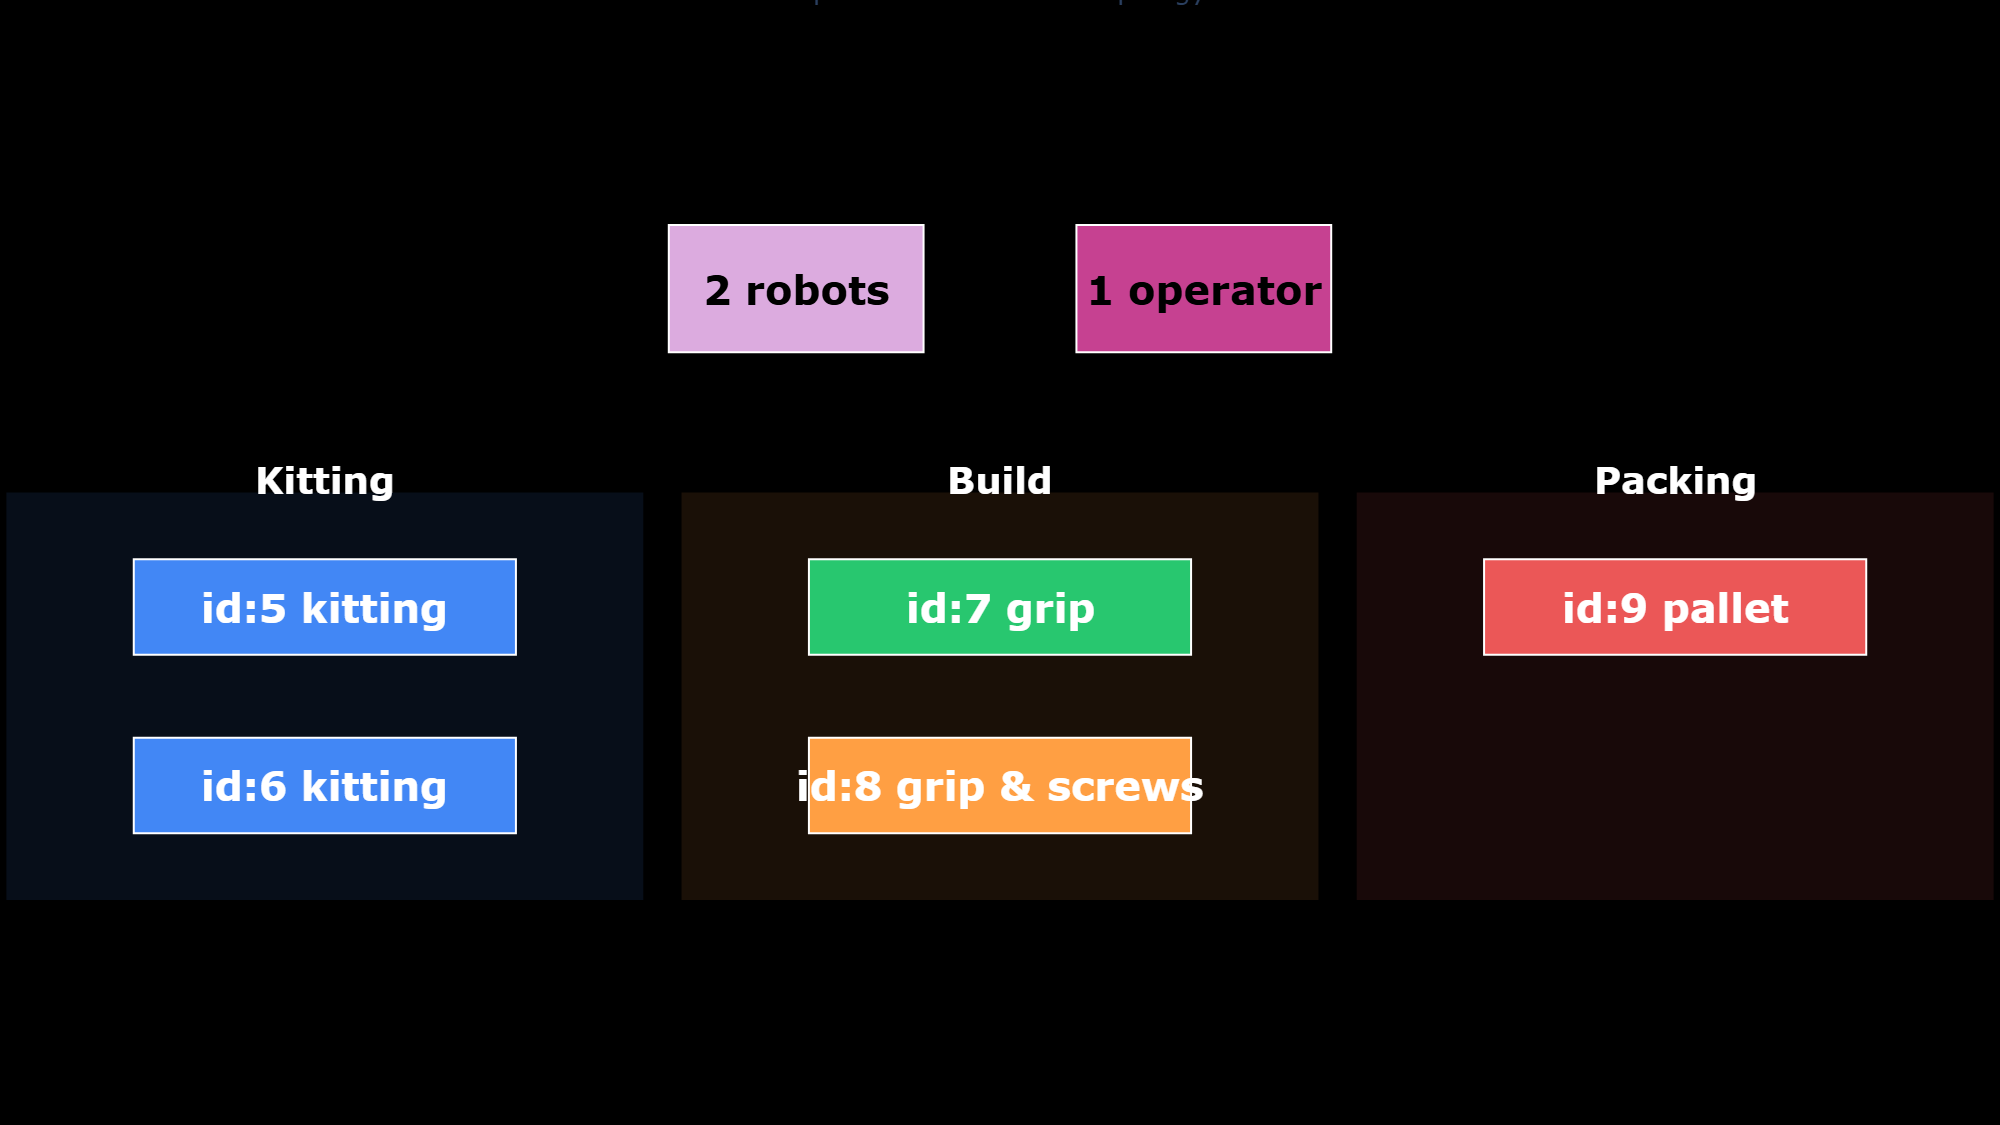 2 robots
1 operator
Kitting
Build
Packing
id:5 kitting
id:7 grip
id:9 pallet
id:6 kitting
id:8 grip & screws